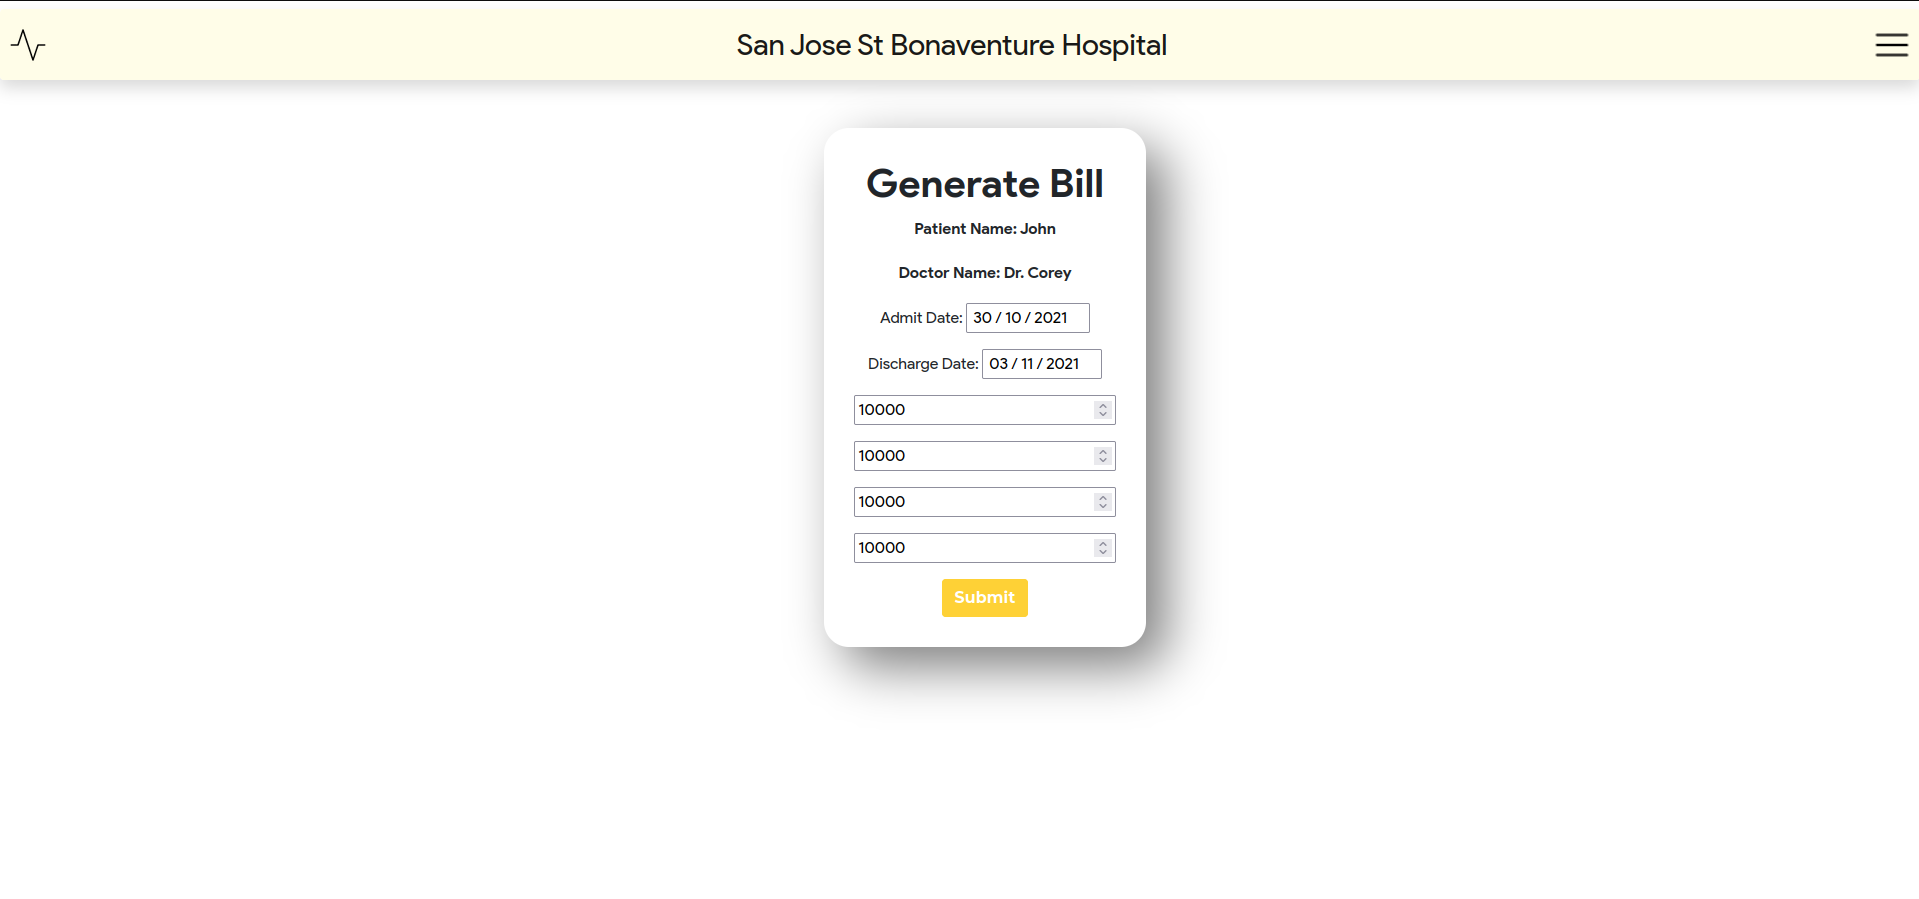 San Jose St Bonaventure Hospital
Generate Bill
Patient Name: John
Doctor Name: Dr. Corey
Admit Date: 30 / 10 / 2021
Discharge Date: 03 / 11 / 2021
10000
10000
10000
10000
Submit